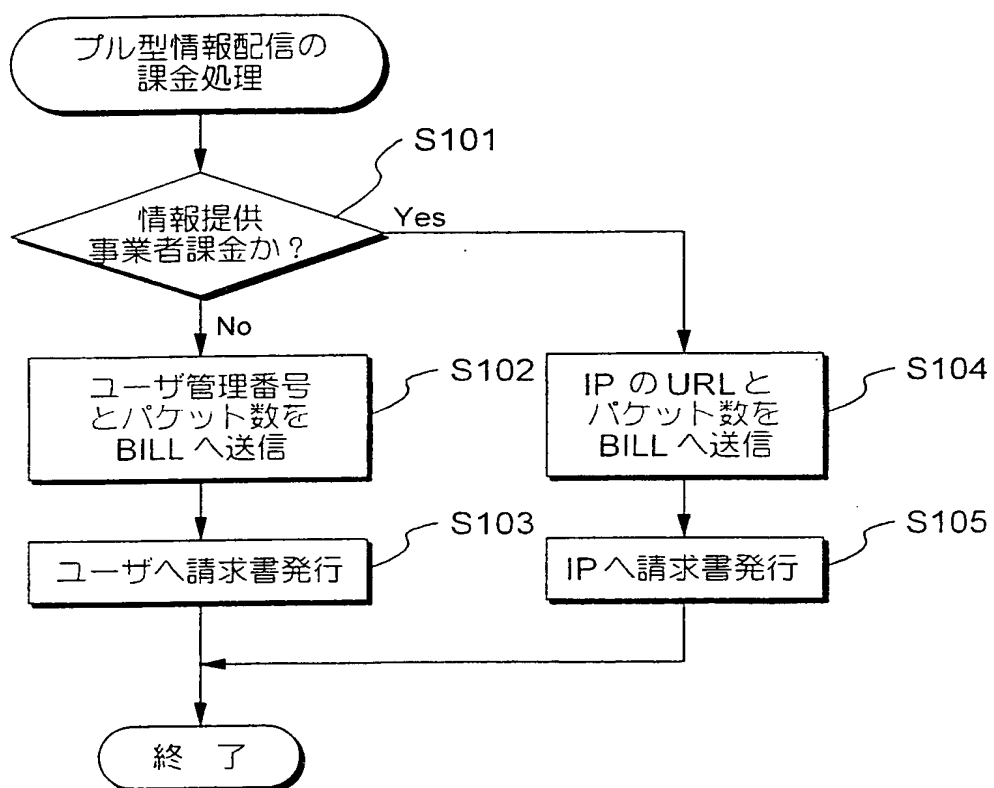 プル型情報配信の
課金処理
S101
情報提供
事業者課金か？
Yes
No
ユーザ管理番号
とパケット数を
BILLへ送信
S102
IPのURLと
パケット数を
BILLへ送信
S104
ユーザへ請求書発行
S103
IPへ請求書発行
S105
終 了